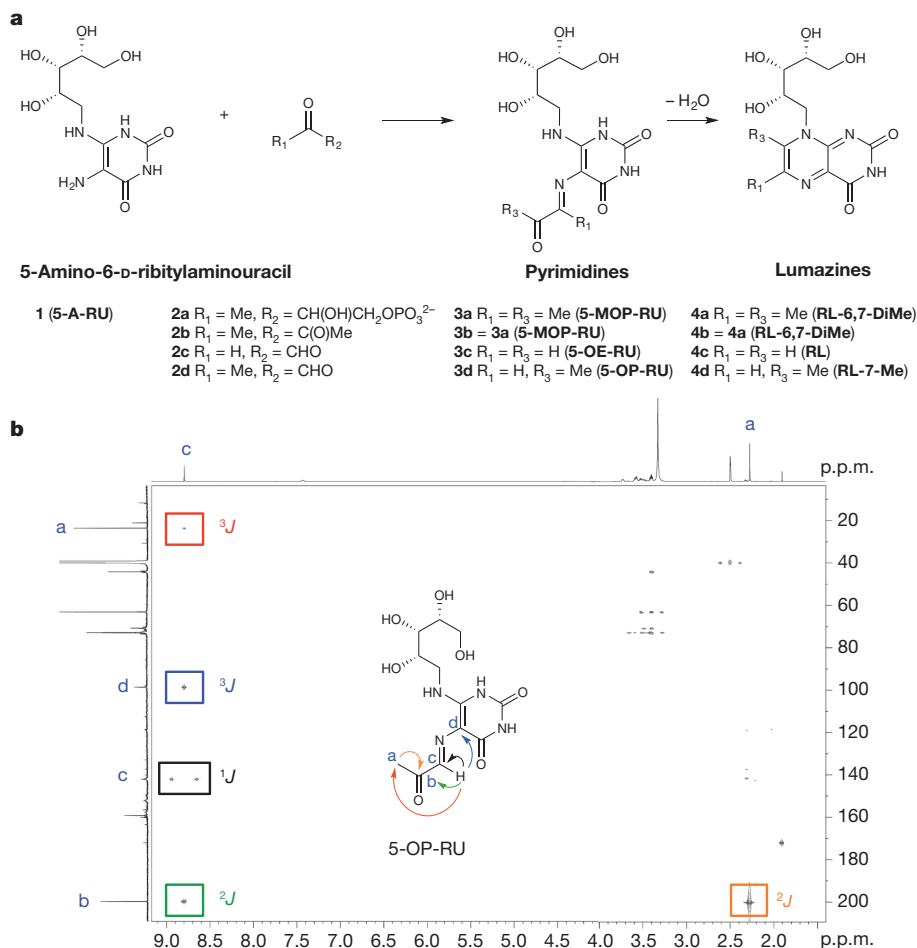 a
OH
HO
OH
HO
HO
HN
H
N
O
NH
H2N
O
+
O
R1
R2
OH
HO
OH
HO
HO
HN
H
N
O
NH
N
O
R3
R1
O
– H2O
OH
HO
OH
HO
HO
R3
N
N
O
R1
N
NH
O
5-Amino-6-D-ribitylaminouracil
Pyrimidines
Lumazines
1 (5-A-RU)
2a R1 = Me, R2 = CH(OH)CH2OPO3 2–
3a R1 = R3 = Me (5-MOP-RU)
4a R1 = R3 = Me (RL-6,7-DiMe)
2b R1 = Me, R2 = C(O)Me
3b = 3a (5-MOP-RU)
4b = 4a (RL-6,7-DiMe)
2c R1 = H, R2 = CHO
3c R1 = R3 = H (5-OE-RU)
4c R1 = R3 = H (RL)
2d R1 = Me, R2 = CHO
3d R1 = H, R3 = Me (5-OP-RU)
4d R1 = H, R3 = Me (RL-7-Me)
b
c
a
p.p.m.
p.p.m.
a
3J
20
40
60
80
d
3J
100
120
c
1J
140
160
180
b
2J
2J
200
OH
HO
HO
OH
HO
HN
H
N
O
d
NH
N
O
a
c
b
H
O
5-OP-RU
9.0 8.5 8.0 7.5 7.0 6.5 6.0 5.5 5.0 4.5 4.0 3.5 3.0 2.5 2.0